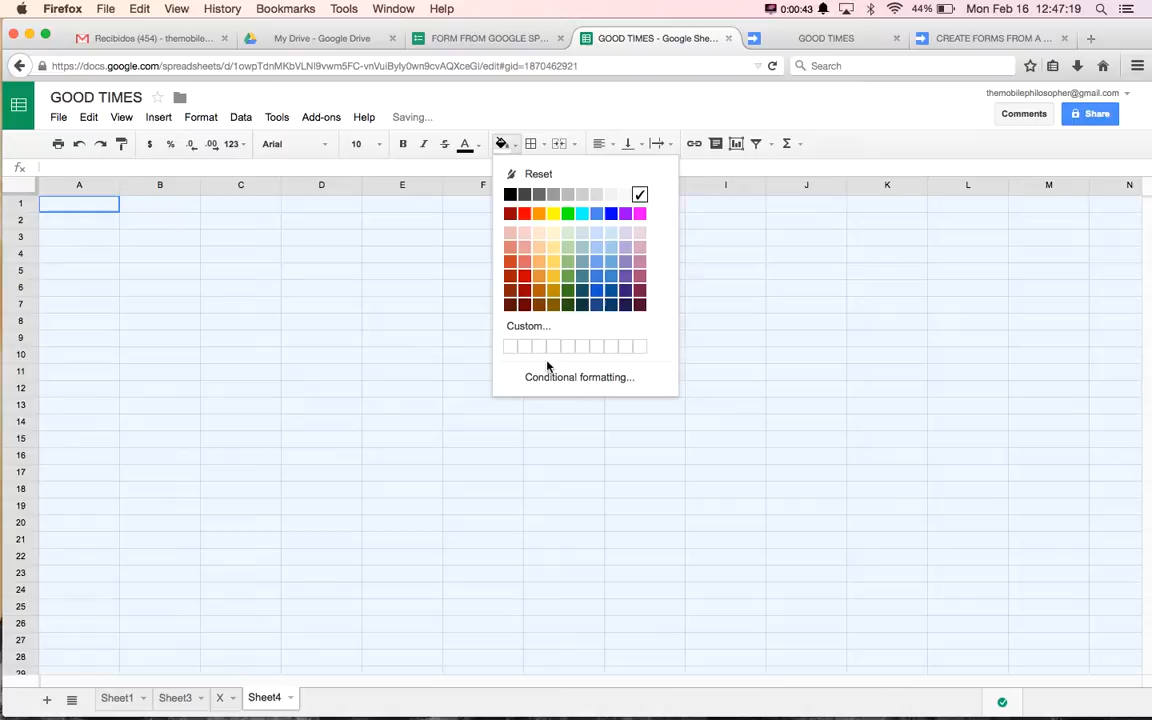 Firefox File Edit View History Bookmarks Tools Window Help 0:00:43 44% Mon Feb 16 12:47:19
Recibidos (454) - themobile... × My Drive - Google Drive × FORM FROM GOOGLE SP... × GOOD TIMES - Google She... × GOOD TIMES × CREATE FORMS FROM A ... × +
https://docs.google.com/spreadsheets/d/1owpTdnMKbVLNl9vwm5FC-vnVuiByIy0wn9cvAQXceGI/edit#gid=1870462921 Search
GOOD TIMES themobilephilosopher@gmail.com
File Edit View Insert Format Data Tools Add-ons Help Saving... Comments Share
$ % .0 .00 123 Arial 10 B I S A Σ
fx
Reset
A B C D E F I J K L M N
1
2
3
4
5
6
7
8
9
Custom...
10
11
Conditional formatting...
12
13
14
15
16
17
18
19
20
21
22
23
24
25
26
27
28
29
+ Sheet1 Sheet3 X Sheet4